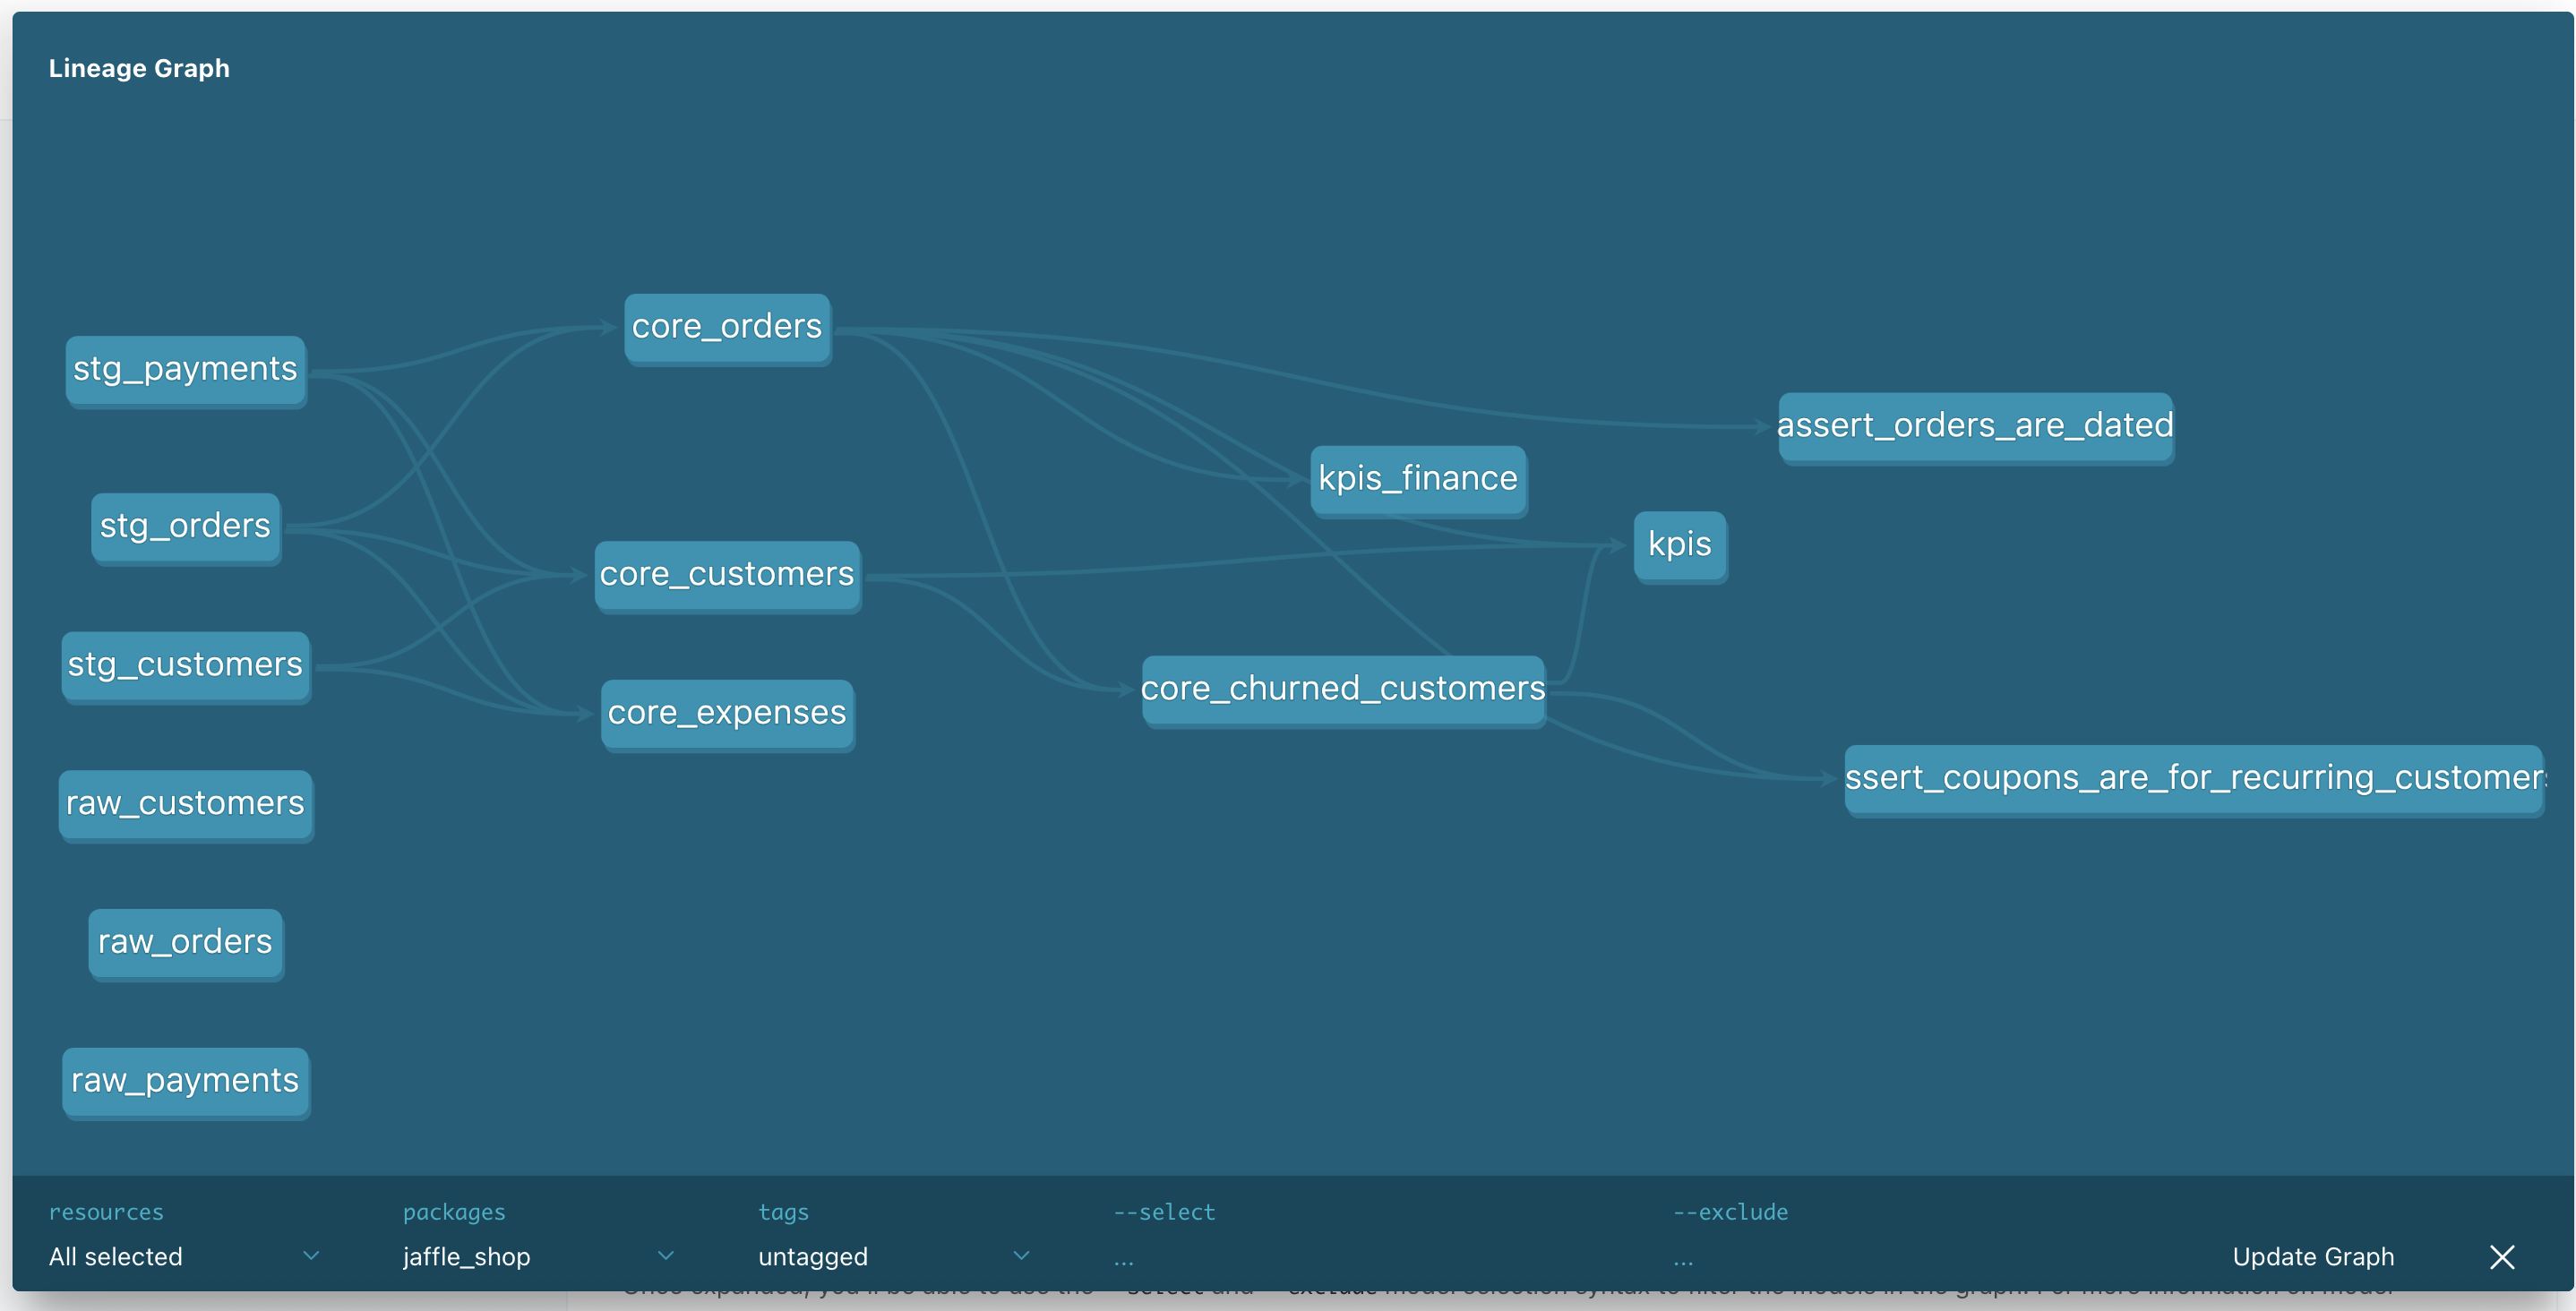 Lineage Graph
core_orders
stg_payments
assert_orders_are_dated
kpis_finance
stg_orders
kpis
core_customers
stg_customers
core_churned_customers
core_expenses
ssert_coupons_are_for_recurring_customer
raw_customers
raw_orders
raw_payments
resources packages tags --select --exclude
All selected jaffle_shop untagged ... ... Update Graph